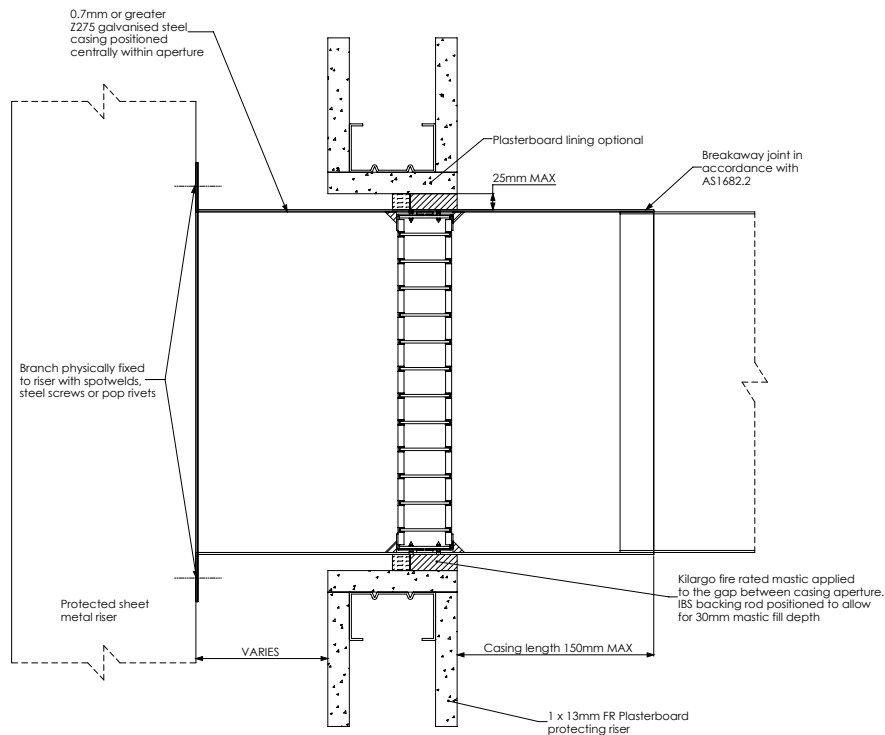 0.7mm or greater
Z275 galvanised steel
casing positioned
centrally within aperture
Plasterboard lining optional
Breakaway joint in
accordance with
AS1682.2
25mm MAX
Branch physically fixed
to riser with spotwelds,
steel screws or pop rivets
Kilargo fire rated mastic applied
to the gap between casing aperture.
IBS backing rod positioned to allow
for 30mm mastic fill depth
Protected sheet
metal riser
VARIES
Casing length 150mm MAX
1 x 13mm FR Plasterboard
protecting riser